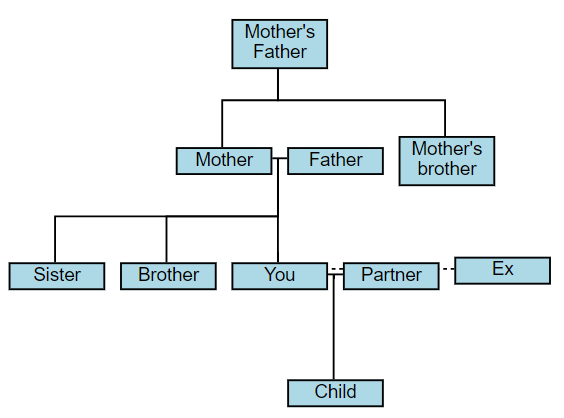 Mother's
Father
Mother
Father
Mother's
brother
Sister
Brother
You
Partner
Ex
Child